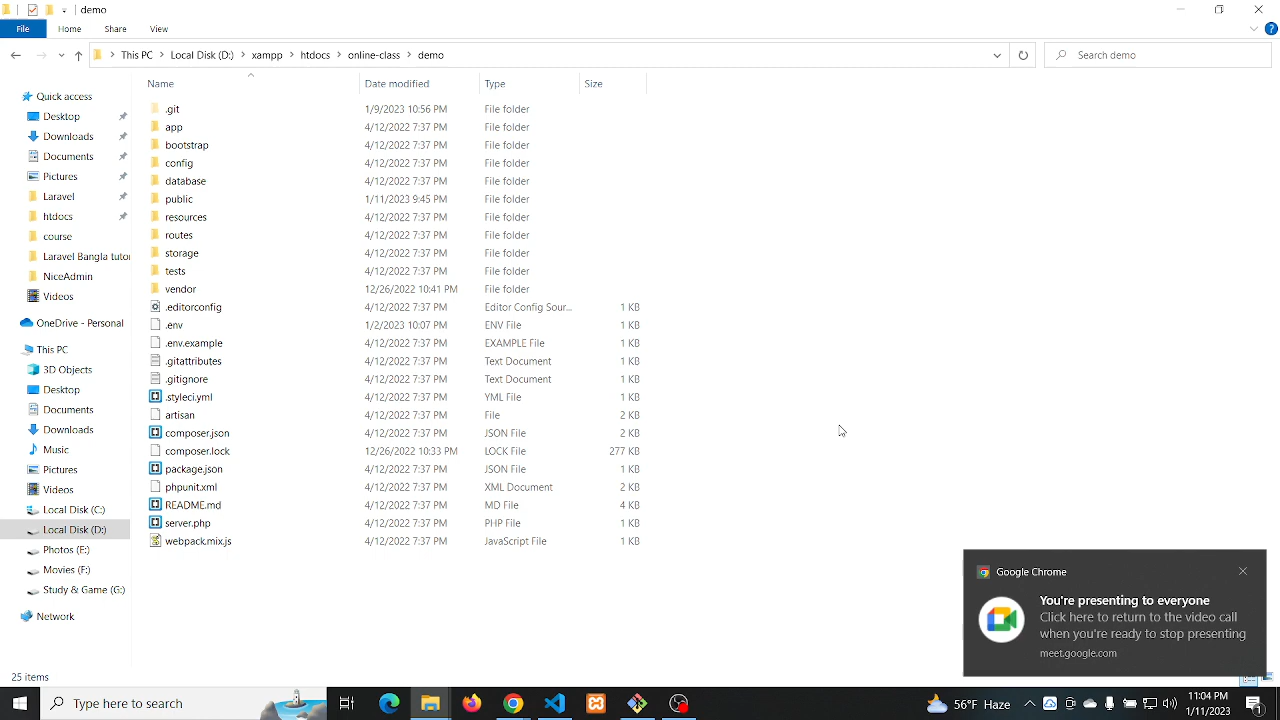 demo
File Home Share View
This PC Local Disk (D:) xampp htdocs online-class demo Search demo
Name Date modified Type Size
Quick access
Desktop
Downloads
Documents
Pictures
Laravel
htdocs
course
Laravel Bangla tutor
NiceAdmin
Videos
OneDrive - Personal
This PC
3D Objects
Desktop
Documents
Downloads
Music
Pictures
Videos
Local Disk (C:)
Local Disk (D:)
Photos (E:)
Movies (F:)
Study & Game (G:)
Network
.git 1/9/2023 10:56 PM File folder
app 4/12/2022 7:37 PM File folder
bootstrap 4/12/2022 7:37 PM File folder
config 4/12/2022 7:37 PM File folder
database 4/12/2022 7:37 PM File folder
public 1/11/2023 9:45 PM File folder
resources 4/12/2022 7:37 PM File folder
routes 4/12/2022 7:37 PM File folder
storage 4/12/2022 7:37 PM File folder
tests 4/12/2022 7:37 PM File folder
vendor 12/26/2022 10:41 PM File folder
.editorconfig 4/12/2022 7:37 PM Editor Config Sour... 1 KB
.env 1/2/2023 10:07 PM ENV File 1 KB
.env.example 4/12/2022 7:37 PM EXAMPLE File 1 KB
.gitattributes 4/12/2022 7:37 PM Text Document 1 KB
.gitignore 4/12/2022 7:37 PM Text Document 1 KB
.styleci.yml 4/12/2022 7:37 PM YML File 1 KB
artisan 4/12/2022 7:37 PM File 2 KB
composer.json 4/12/2022 7:37 PM JSON File 2 KB
composer.lock 12/26/2022 10:33 PM LOCK File 277 KB
package.json 4/12/2022 7:37 PM JSON File 1 KB
phpunit.xml 4/12/2022 7:37 PM XML Document 2 KB
README.md 4/12/2022 7:37 PM MD File 4 KB
server.php 4/12/2022 7:37 PM PHP File 1 KB
webpack.mix.js 4/12/2022 7:37 PM JavaScript File 1 KB
Google Chrome
You're presenting to everyone
Click here to return to the video call
when you're ready to stop presenting
meet.google.com
25 items
Type here to search
56°F Haze
11:04 PM
1/11/2023
1